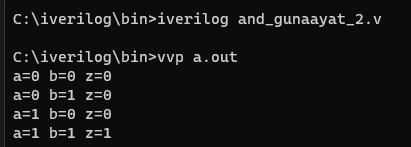 C:\iverilog\bin>iverilog and_gunaayat_2.v
C:\iverilog\bin>vvp a.out
a=0 b=0 z=0
a=0 b=1 z=0
a=1 b=0 z=0
a=1 b=1 z=1